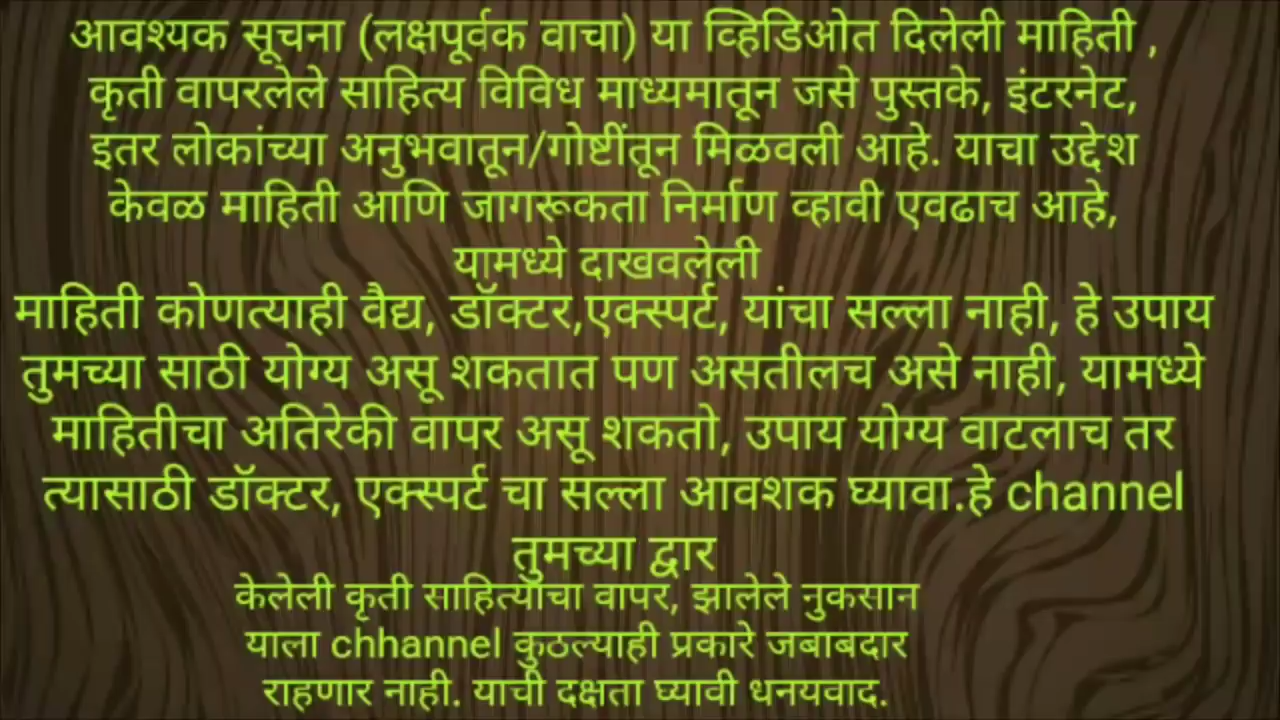 आवश्यक सूचना (लक्षपूर्वक वाचा) या व्हिडिओत दिलेली माहिती ,
कृती वापरलेले साहित्य विविध माध्यमातून जसे पुस्तके, इंटरनेट,
इतर लोकांच्या अनुभवातून/गोष्टींतून मिळवली आहे. याचा उद्देश
केवळ माहिती आणि जागरूकता निर्माण व्हावी एवढाच आहे,
यामध्ये दाखवलेली
माहिती कोणत्याही वैद्य, डॉक्टर,एक्स्पर्ट, यांचा सल्ला नाही, हे उपाय
तुमच्या साठी योग्य असू शकतात पण असतीलच असे नाही, यामध्ये
माहितीचा अतिरेकी वापर असू शकतो, उपाय योग्य वाटलाच तर
त्यासाठी डॉक्टर, एक्स्पर्ट चा सल्ला आवशक घ्यावा.हे channel
तुमच्या द्वार
केलेली कृती साहित्याचा वापर, झालेले नुकसान
याला chhannel कुठल्याही प्रकारे जबाबदार
राहणार नाही. याची दक्षता घ्यावी धनयवाद.